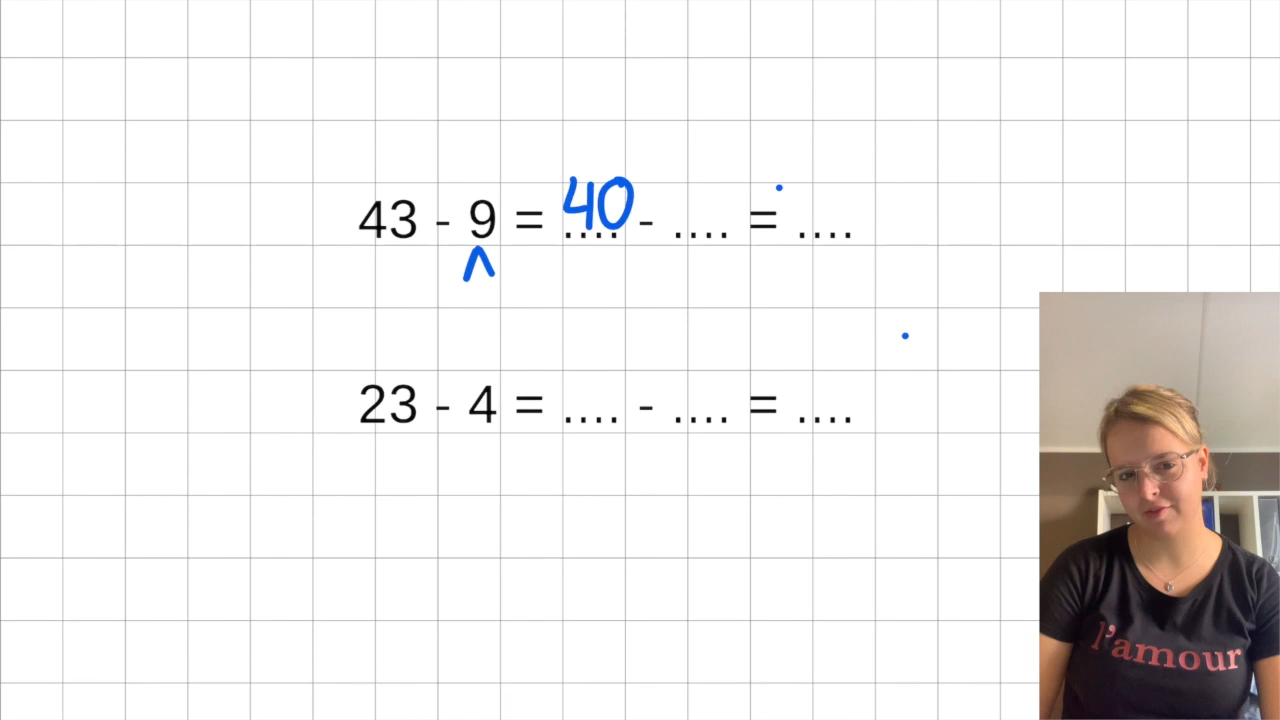 43 - 9 = 40 .... - .... = ....
23 - 4 = .... - .... = ....
l'amour